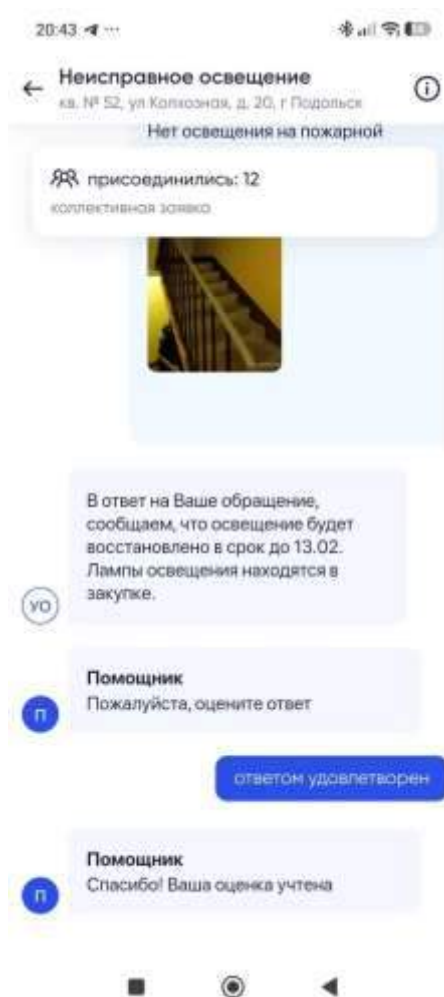 20:43
Неисправное освещение
кв. № 52, ул Колхозная, д. 20, г Подольск
Нет освещения на пожарной
присоединились: 12
коллективная заявка
В ответ на Ваше обращение,
сообщаем, что освещение будет
восстановлено в срок до 13.02.
Лампы освещения находятся в
закупке.
УО
Помощник
Пожалуйста, оцените ответ
П
ответом удовлетворен
Помощник
Спасибо! Ваша оценка учтена
П